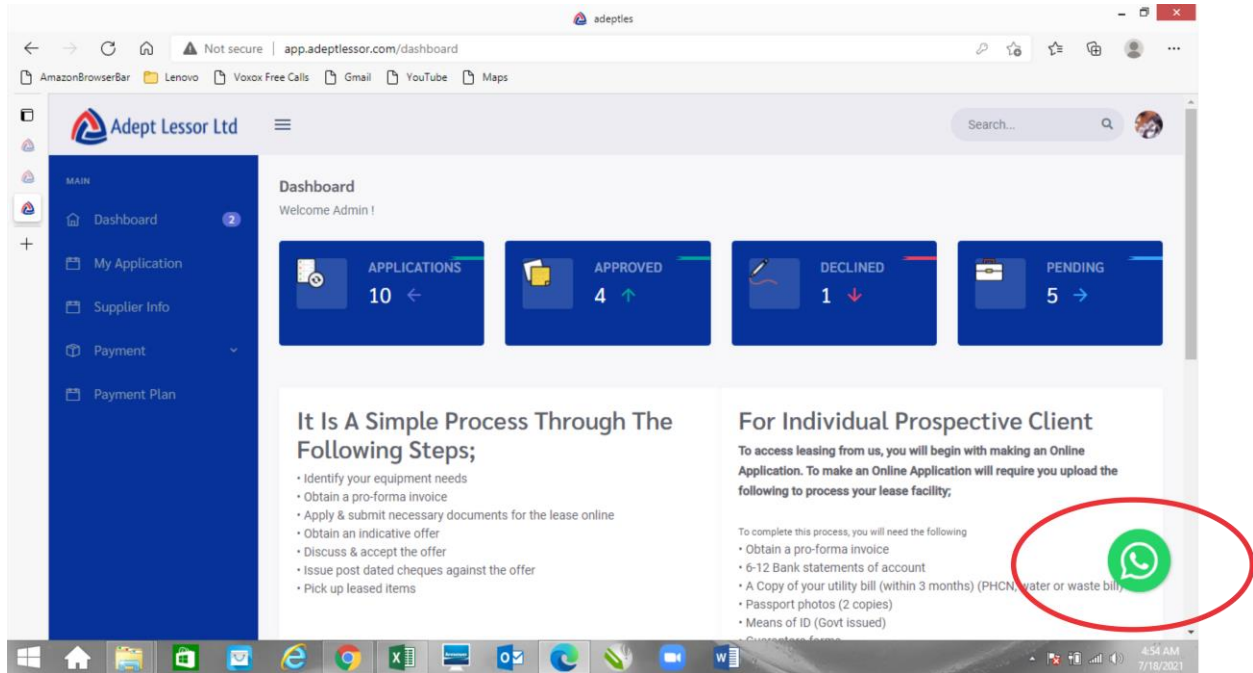 adeptles
Not secure | app.adeptlessor.com/dashboard
AmazonBrowserBar Lenovo Voxox Free Calls Gmail YouTube Maps
Adept Lessor Ltd
Search...
MAIN
Dashboard 2
My Application
Supplier Info
Payment
Payment Plan
Dashboard
Welcome Admin !
APPLICATIONS
10
APPROVED
4
DECLINED
1
PENDING
5
It Is A Simple Process Through The
Following Steps;
• Identify your equipment needs
• Obtain a pro-forma invoice
• Apply & submit necessary documents for the lease online
• Obtain an indicative offer
• Discuss & accept the offer
• Issue post dated cheques against the offer
• Pick up leased items
For Individual Prospective Client
To access leasing from us, you will begin with making an Online
Application. To make an Online Application will require you upload the
following to process your lease facility;
To complete this process, you will need the following
• Obtain a pro-forma invoice
• 6-12 Bank statements of account
• A Copy of your utility bill (within 3 months) (PHCN, water or waste bill)
• Passport photos (2 copies)
• Means of ID (Govt issued)
4:54 AM
7/18/2021